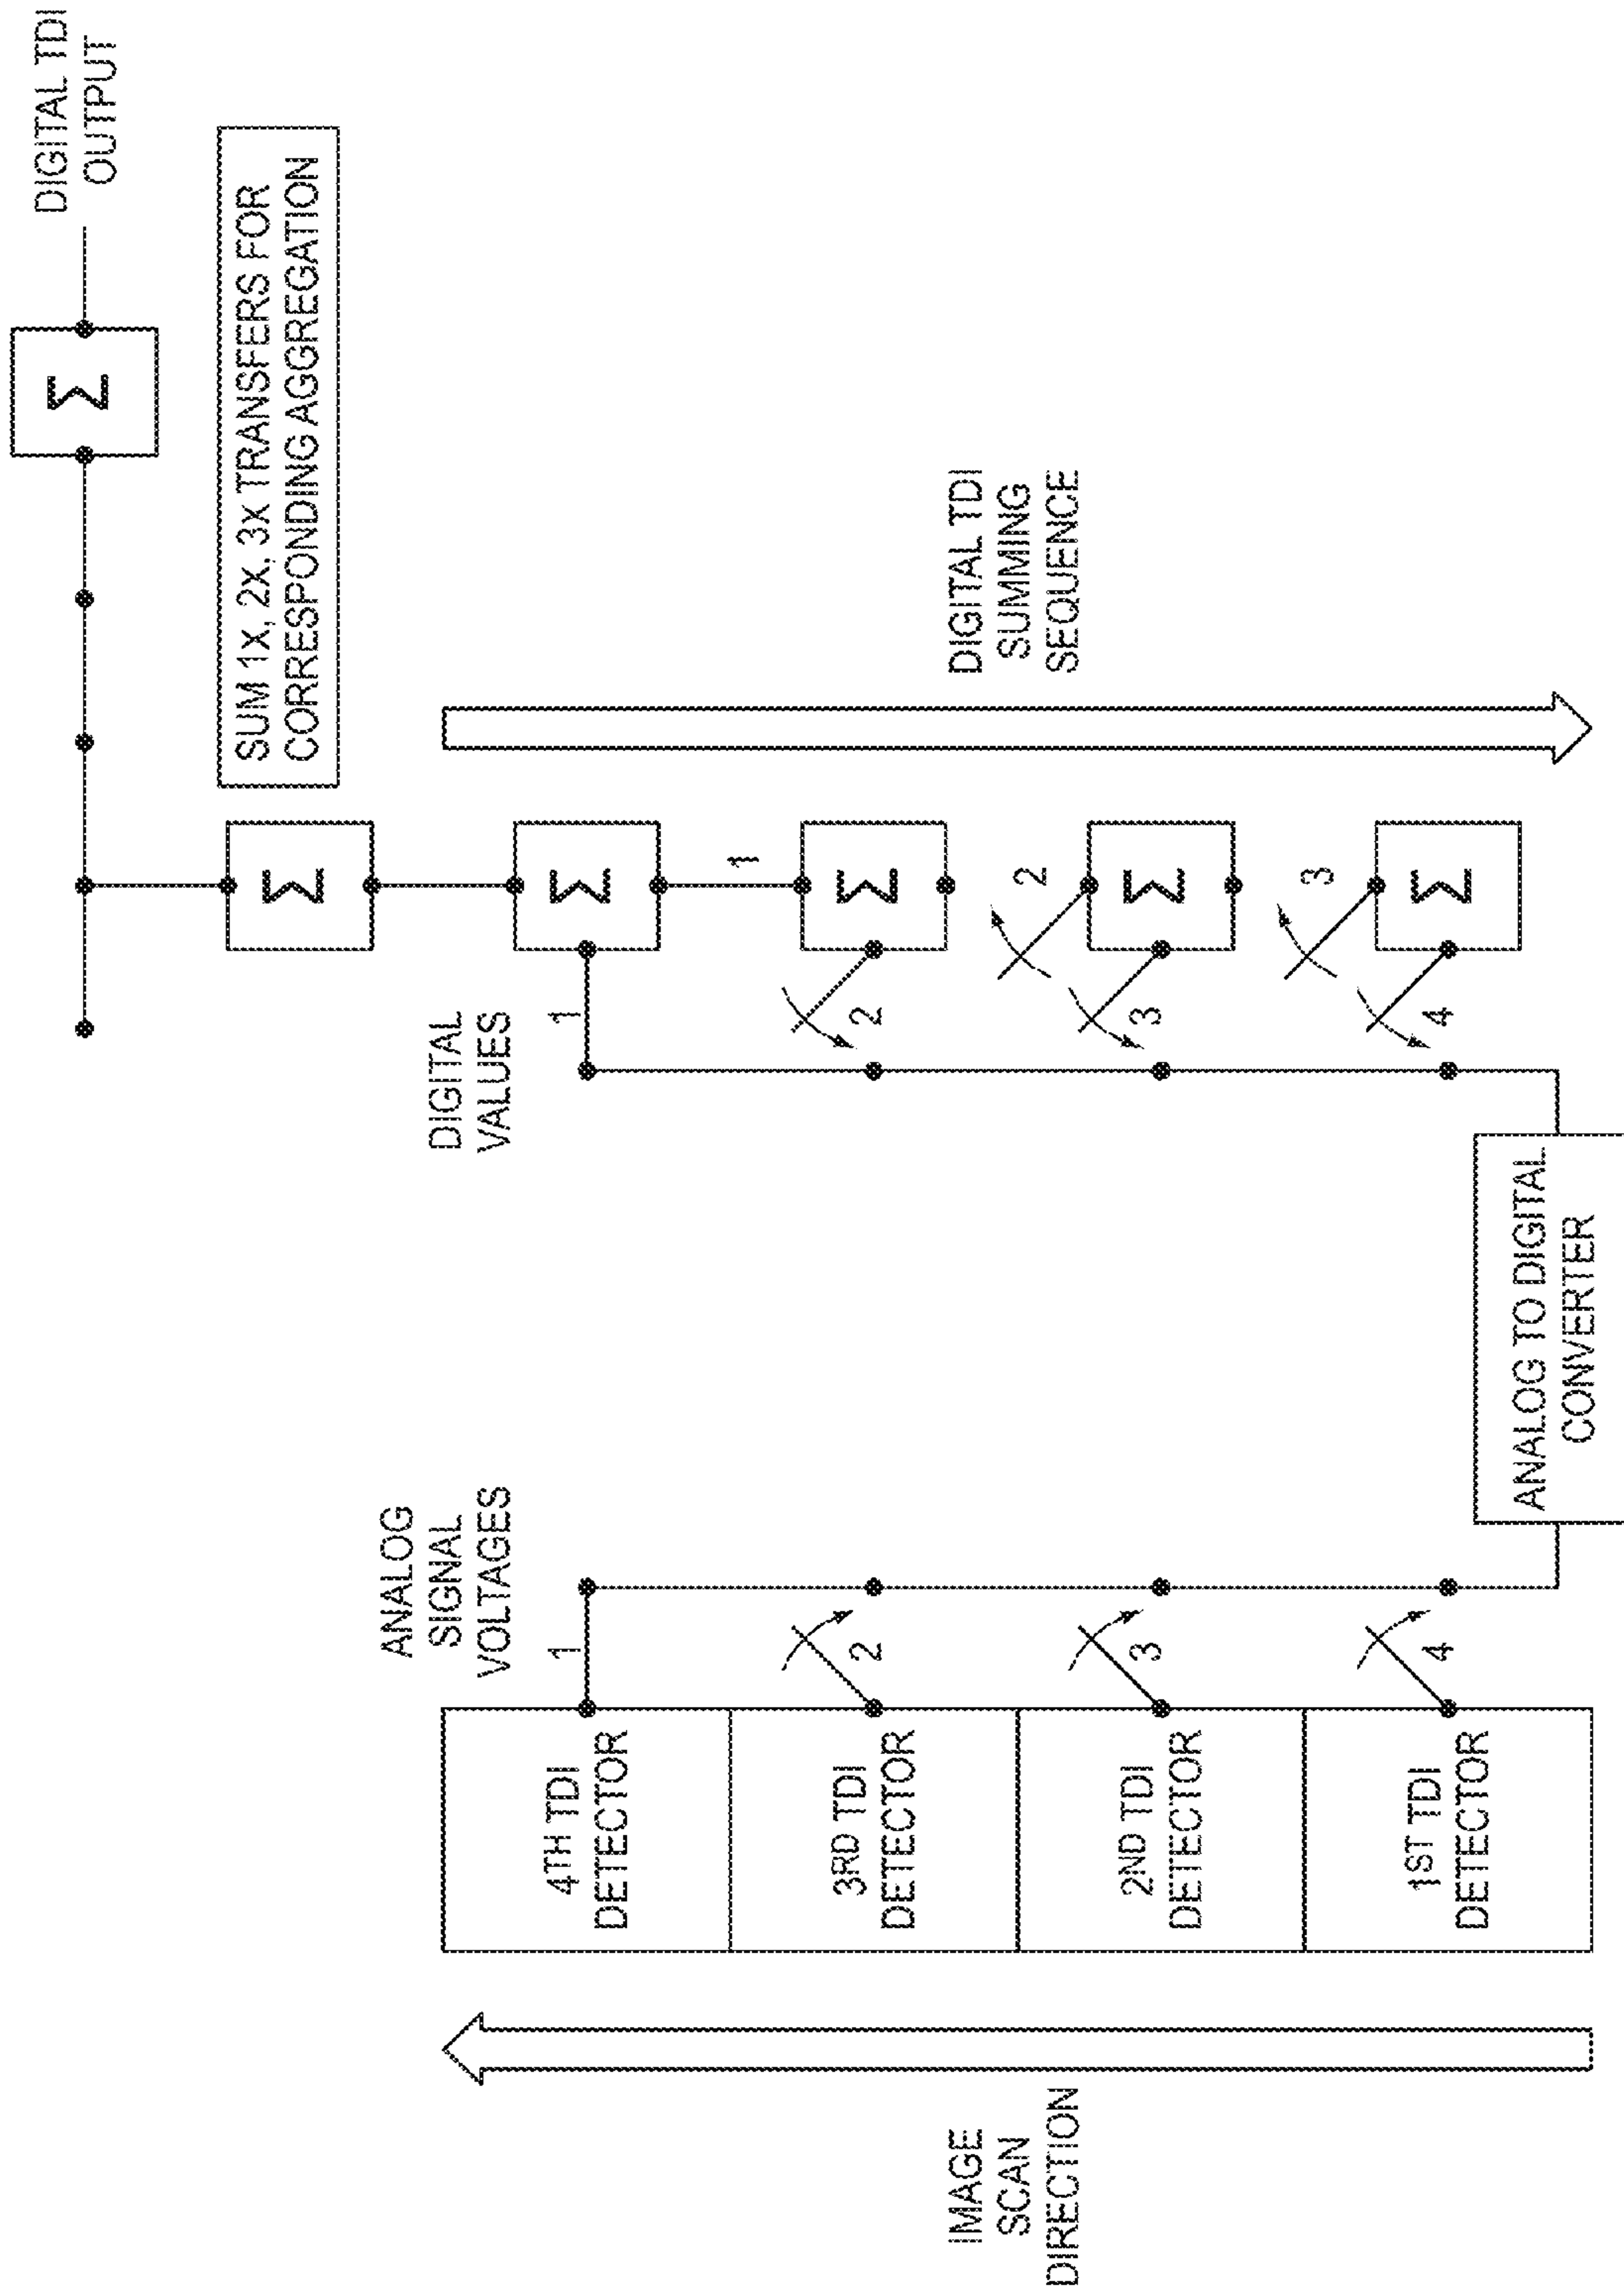 DIGITAL TDI
OUTPUT
Σ
SUM 1X, 2X, 3X TRANSFERS FOR
CORRESPONDING AGGREGATION
Σ
ANALOG
SIGNAL
VOLTAGES
DIGITAL
VALUES
4TH TDI
DETECTOR
1
1
Σ
1
3RD TDI
DETECTOR
2
2
Σ
IMAGE
SCAN
DIRECTION
DIGITAL TDI
SUMMING
SEQUENCE
2
2ND TDI
DETECTOR
3
3
Σ
3
1ST TDI
DETECTOR
4
4
Σ
ANALOG TO DIGITAL
CONVERTER